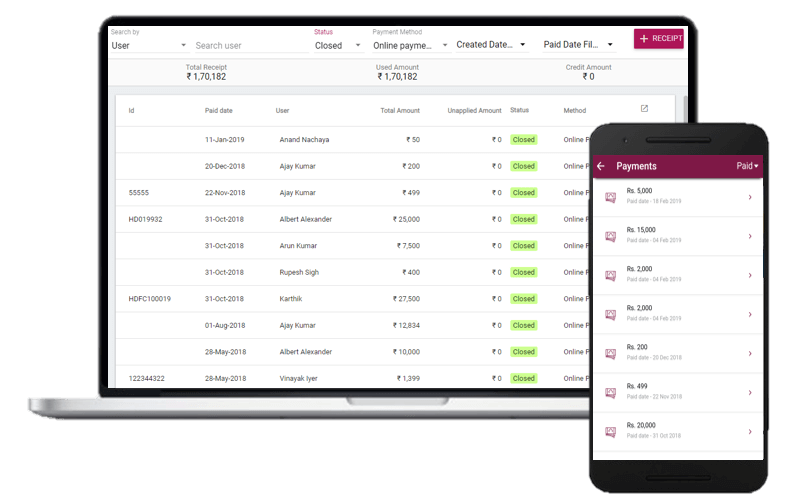 Search by Status Payment Method
User Search user Closed Online payme... Created Date... Paid Date Fil... + RECEIPT
Total Receipt Used Amount Credit Amount
₹ 1,70,182 ₹ 1,70,182 ₹ 0
Id Paid date User Total Amount Unapplied Amount Status Method
11-Jan-2019 Anand Nachaya ₹ 50 ₹ 0 Closed Online P
20-Dec-2018 Ajay Kumar ₹ 200 ₹ 0 Closed Online P
55555 22-Nov-2018 Ajay Kumar ₹ 499 ₹ 0 Closed Online P
HD019932 31-Oct-2018 Albert Alexander ₹ 25,000 ₹ 0 Closed Online P
31-Oct-2018 Arun Kumar ₹ 7,500 ₹ 0 Closed Online P
31-Oct-2018 Rupesh Sigh ₹ 400 ₹ 0 Closed Online P
HDFC100019 31-Oct-2018 Karthik ₹ 27,500 ₹ 0 Closed Online P
01-Aug-2018 Ajay Kumar ₹ 12,834 ₹ 0 Closed Online P
28-May-2018 Albert Alexander ₹ 10,000 ₹ 0 Closed Online P
122344322 28-May-2018 Vinayak Iyer ₹ 1,399 ₹ 0 Closed Online P
Payments Paid
Rs. 5,000
Paid date - 18 Feb 2019
Rs. 15,000
Paid date - 04 Feb 2019
Rs. 2,000
Paid date - 04 Feb 2019
Rs. 2,000
Paid date - 04 Feb 2019
Rs. 200
Paid date - 20 Dec 2018
Rs. 499
Paid date - 22 Nov 2018
Rs. 20,000
Paid date - 31 Oct 2018